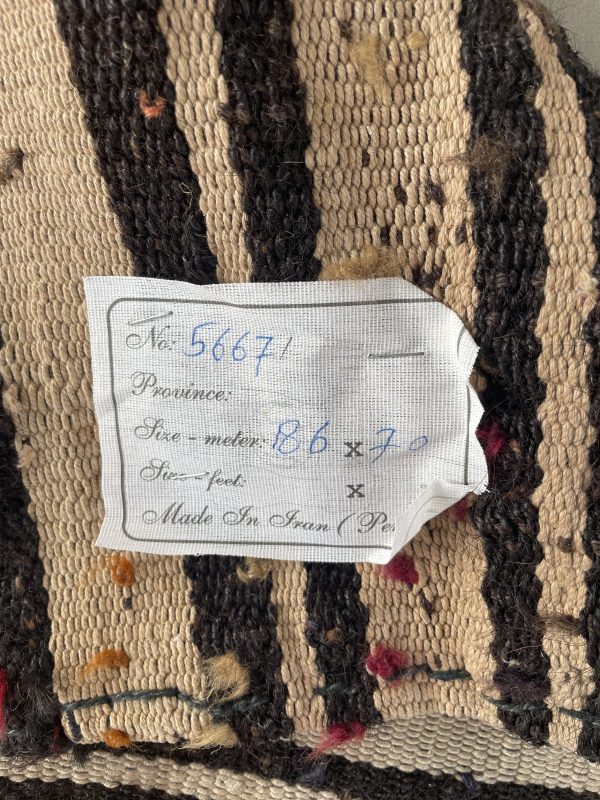 No: 56671
Province:
Size - meter: 86 x 70
Size - feet: x
Made In Iran (Pe